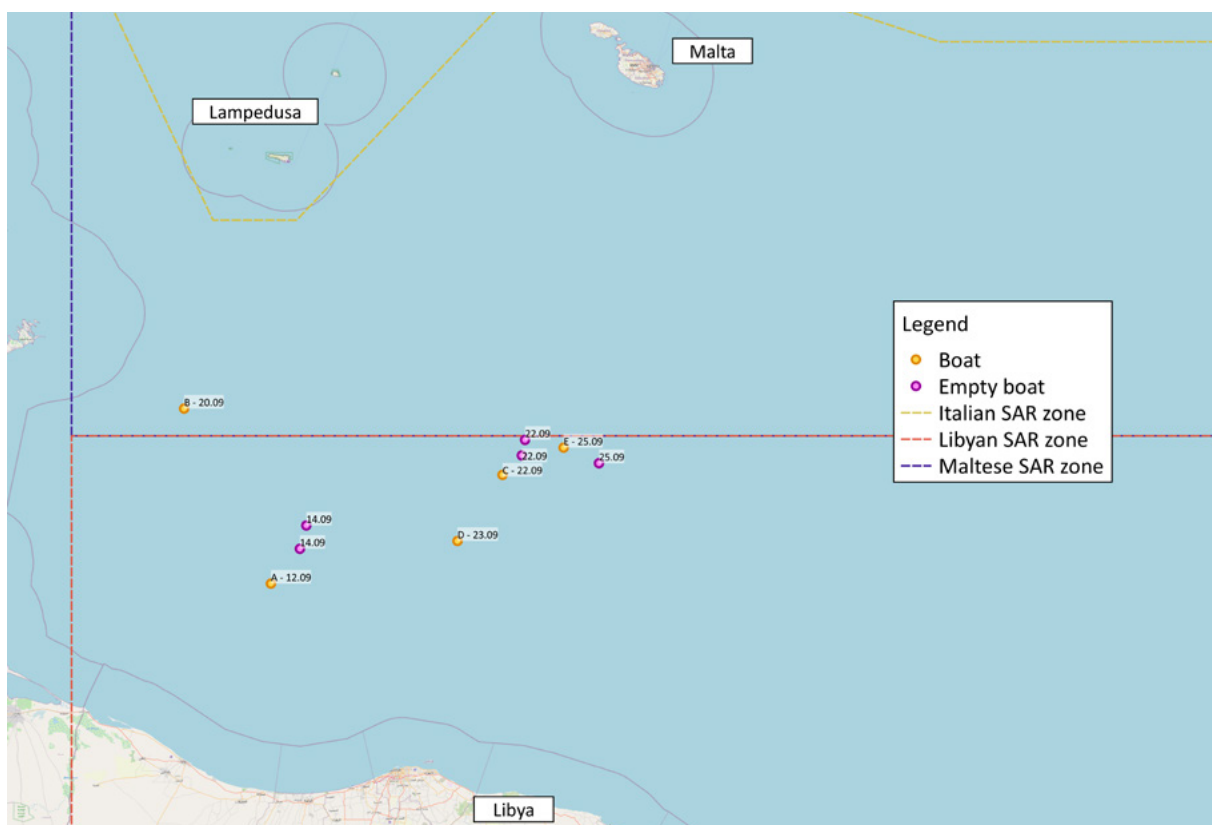 Malta
Lampedusa
Legend
Boat
Empty boat
Italian SAR zone
Libyan SAR zone
Maltese SAR zone
B - 20.09
22.09
E - 25.09
22.09
25.09
C - 22.09
14.09
D - 23.09
14.09
A - 12.09
Libya